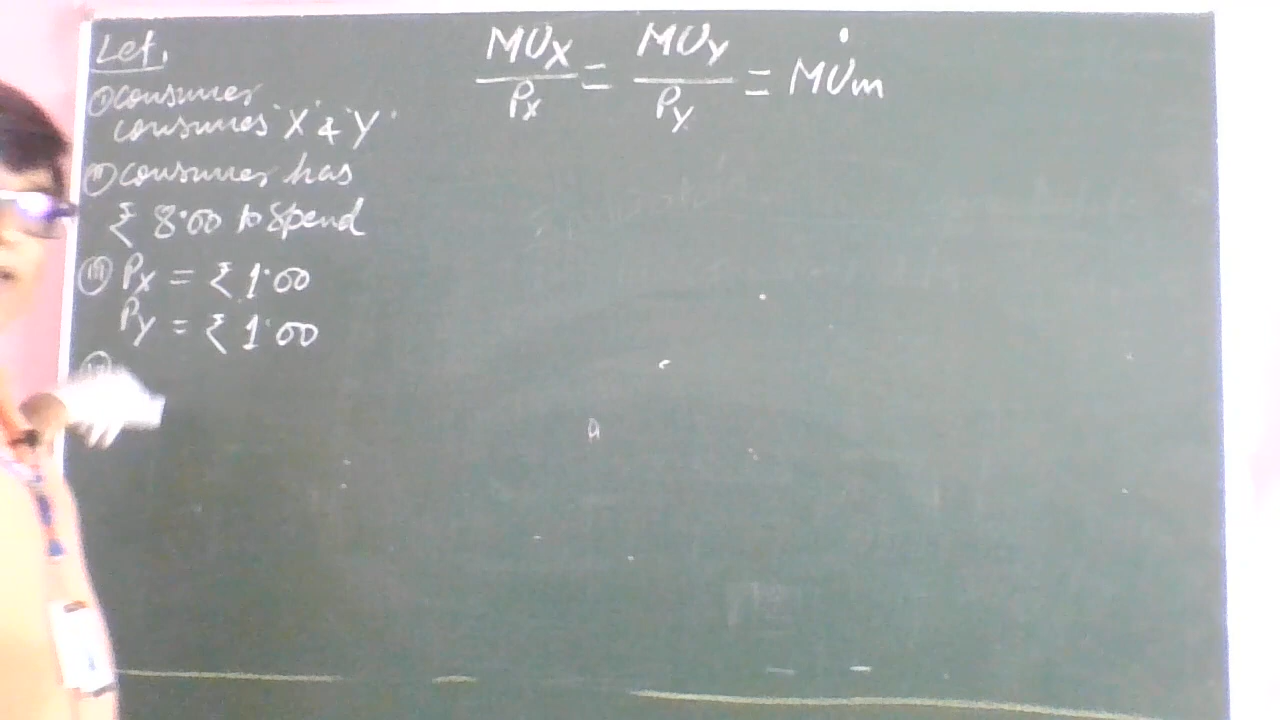 Let,
MUx/Px = MUy/Py = MUm
(i) consumer
consumes "X" & "Y"
(ii) consumer has
₹ 8.00 to spend
(iii) Px = ₹ 1.00
Py = ₹ 1.00